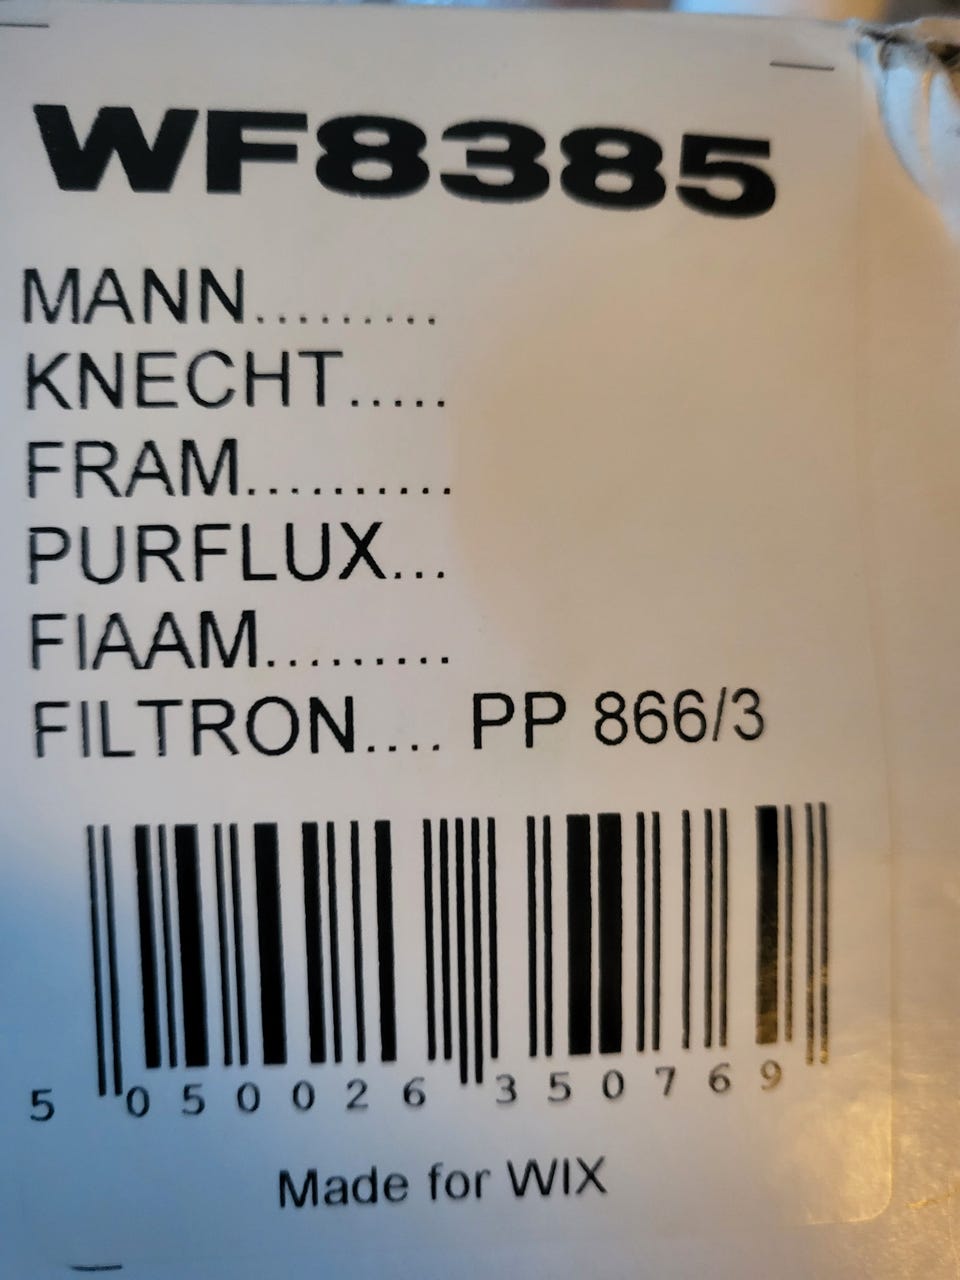 WF8385
MANN.........
KNECHT.....
FRAM..........
PURFLUX...
FIAAM.........
FILTRON.... PP 866/3
5 050026 350769
Made for WIX